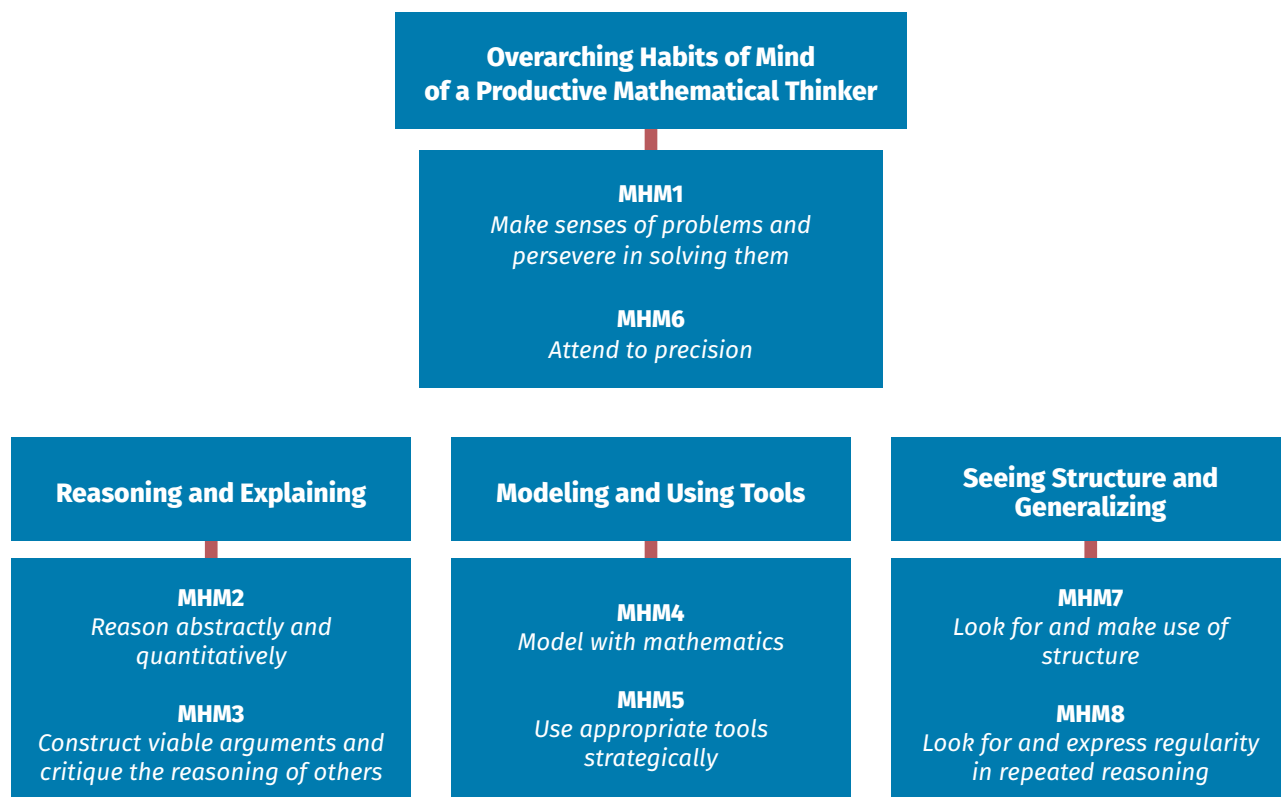 Overarching Habits of Mind
of a Productive Mathematical Thinker
MHM1
Make senses of problems and
persevere in solving them
MHM6
Attend to precision
Reasoning and Explaining
MHM2
Reason abstractly and
quantitatively
MHM3
Construct viable arguments and
critique the reasoning of others
Modeling and Using Tools
MHM4
Model with mathematics
MHM5
Use appropriate tools
strategically
Seeing Structure and
Generalizing
MHM7
Look for and make use of
structure
MHM8
Look for and express regularity
in repeated reasoning